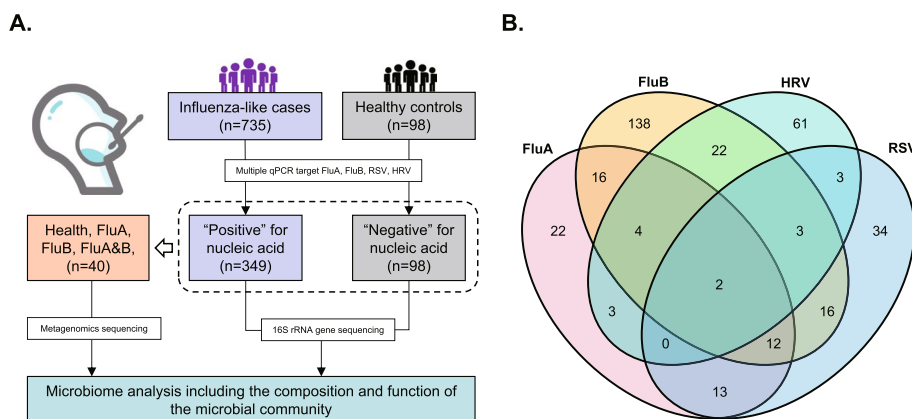 A.
Influenza-like cases
(n=735)
Healthy controls
(n=98)
Multiple qPCR target FluA, FluB, RSV, HRV
Health, FluA,
FluB, FluA&B,
(n=40)
“Positive” for
nucleic acid
(n=349)
“Negative” for
nucleic acid
(n=98)
Metagenomics sequencing
16S rRNA gene sequencing
Microbiome analysis including the composition and function of
the microbial community
B.
FluA
FluB
HRV
RSV
138
61
22
16
3
22
4
3
34
2
3
16
0
12
13